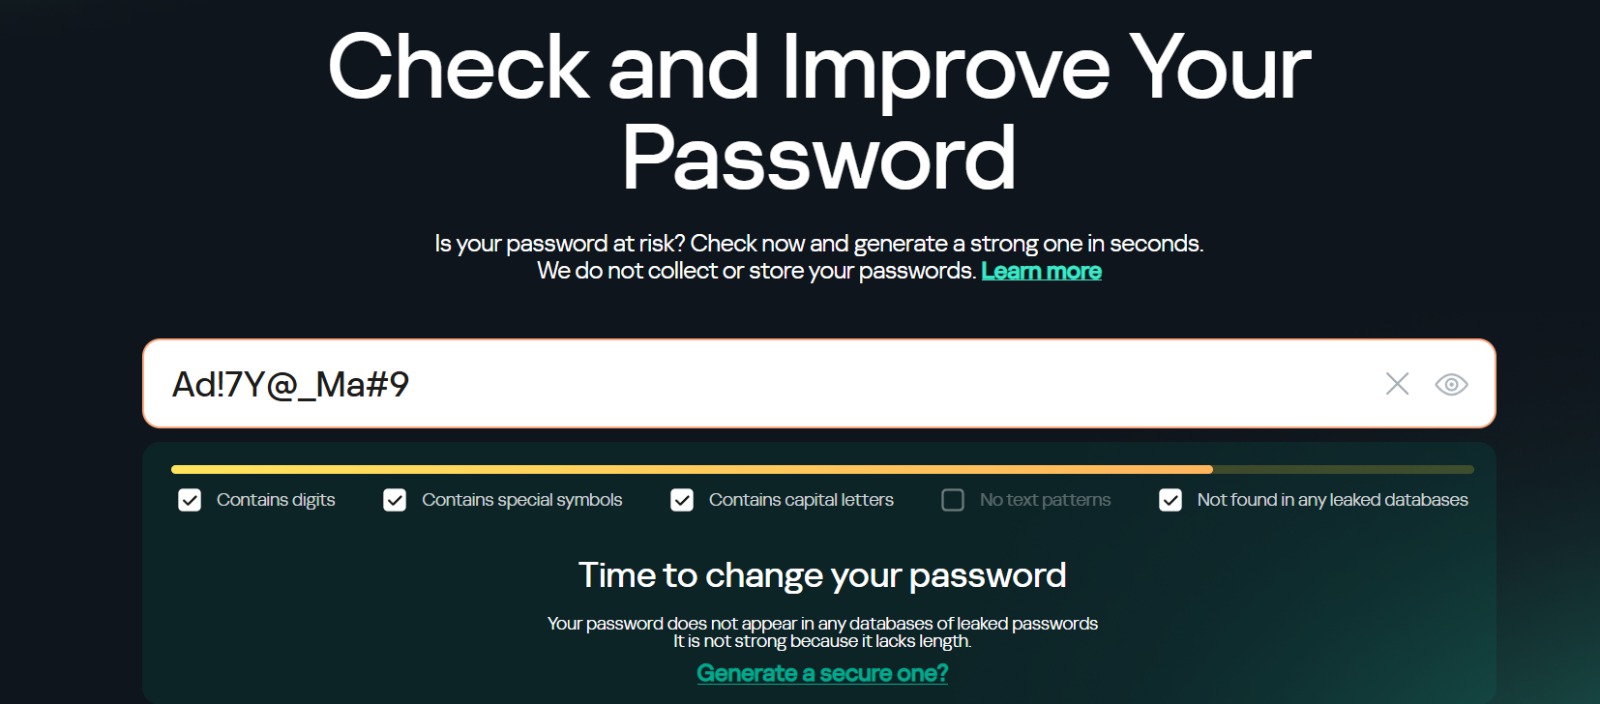 Check and Improve Your
Password
Is your password at risk? Check now and generate a strong one in seconds.
We do not collect or store your passwords. Learn more
Ad!7Y@_Ma#9
Contains digits
Contains special symbols
Contains capital letters
No text patterns
Not found in any leaked databases
Time to change your password
Your password does not appear in any databases of leaked passwords
It is not strong because it lacks length.
Generate a secure one?